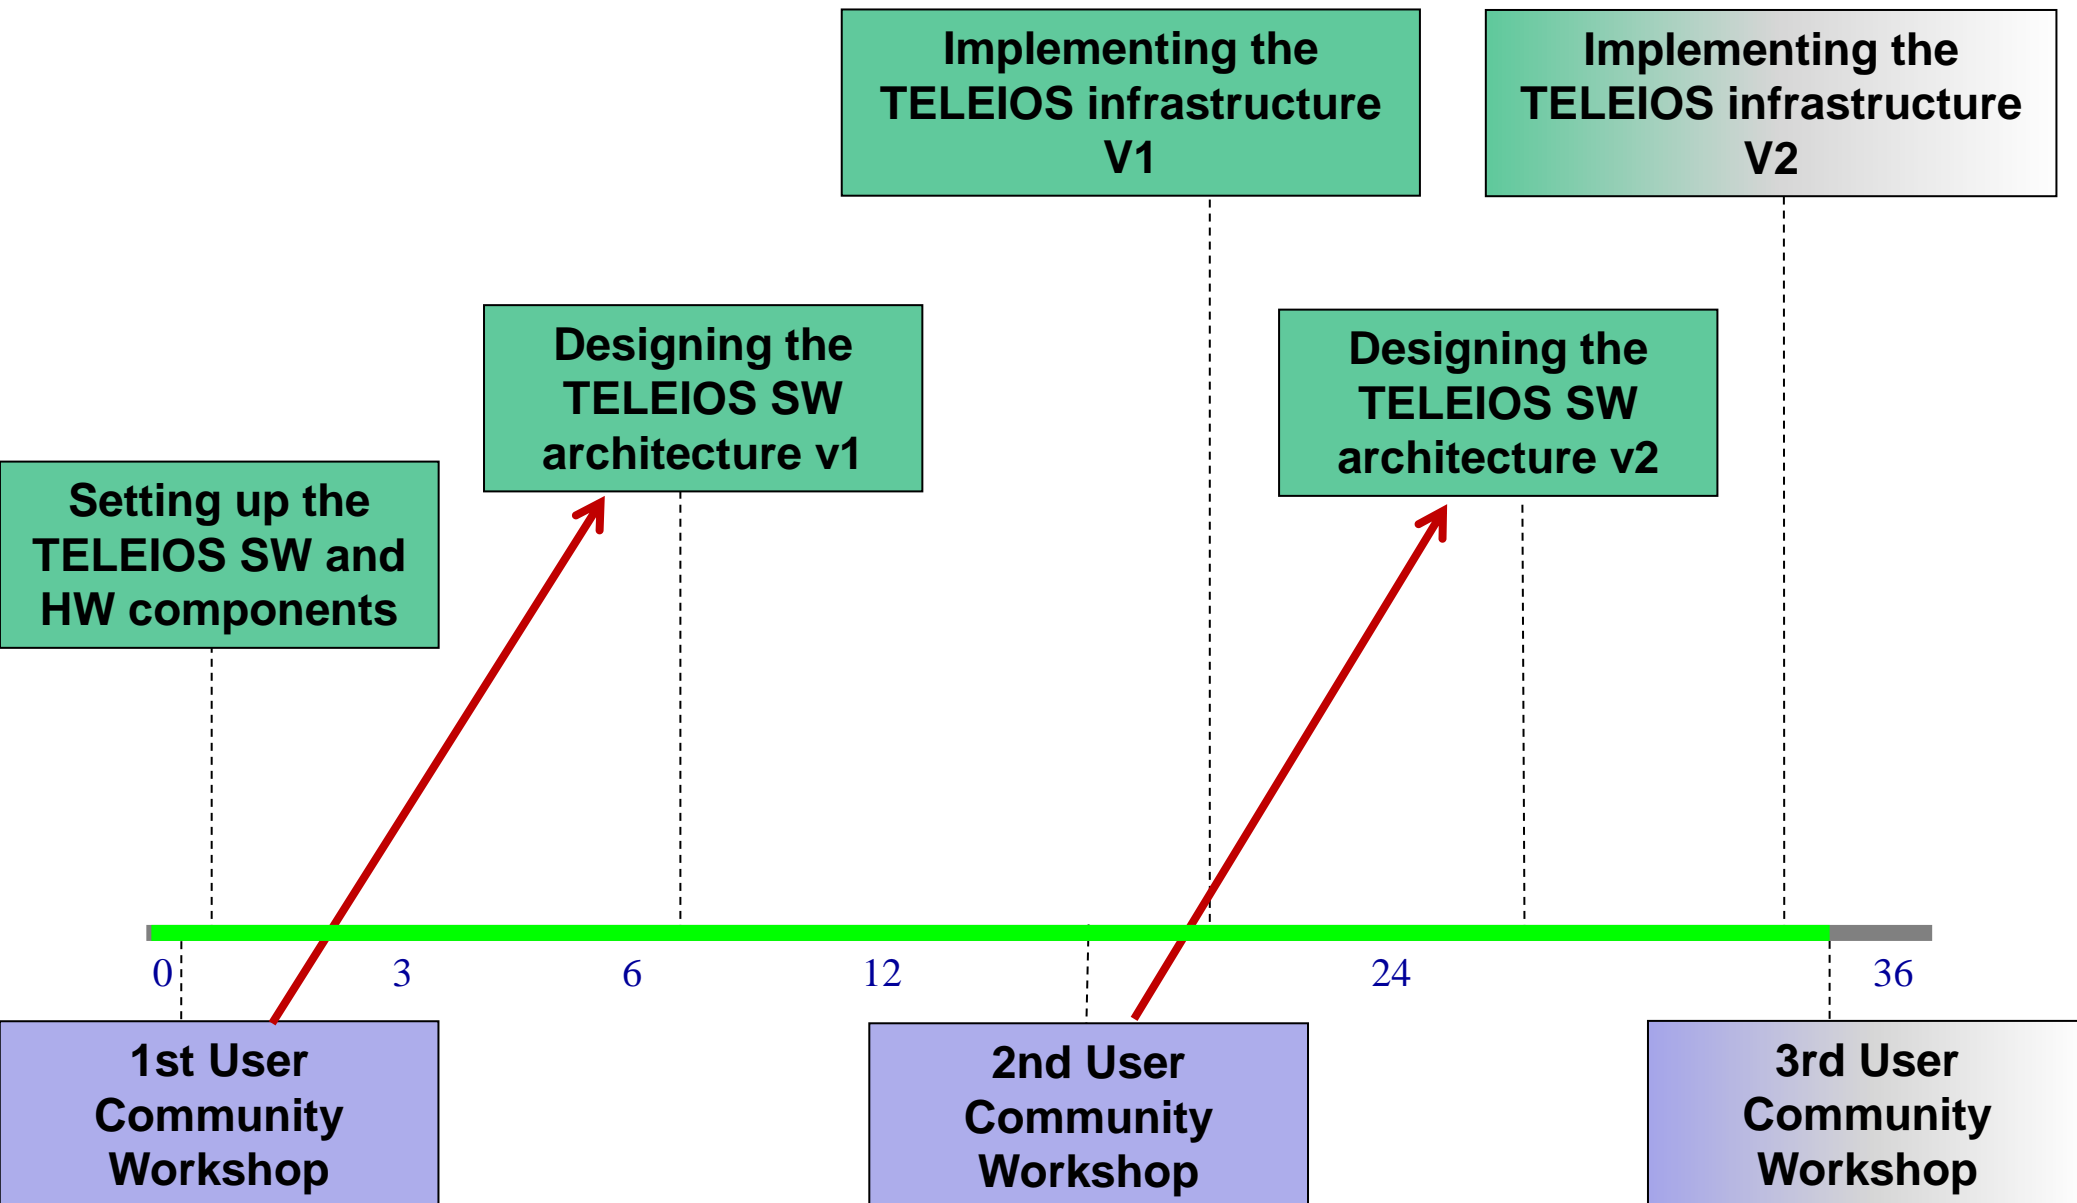 Implementing the
TELEIOS infrastructure
V1
Implementing the
TELEIOS infrastructure
V2
Designing the
TELEIOS SW
architecture v1
Designing the
TELEIOS SW
architecture v2
Setting up the
TELEIOS SW and
HW components
0 3 6 12 24 36
1st User
Community
Workshop
2nd User
Community
Workshop
3rd User
Community
Workshop